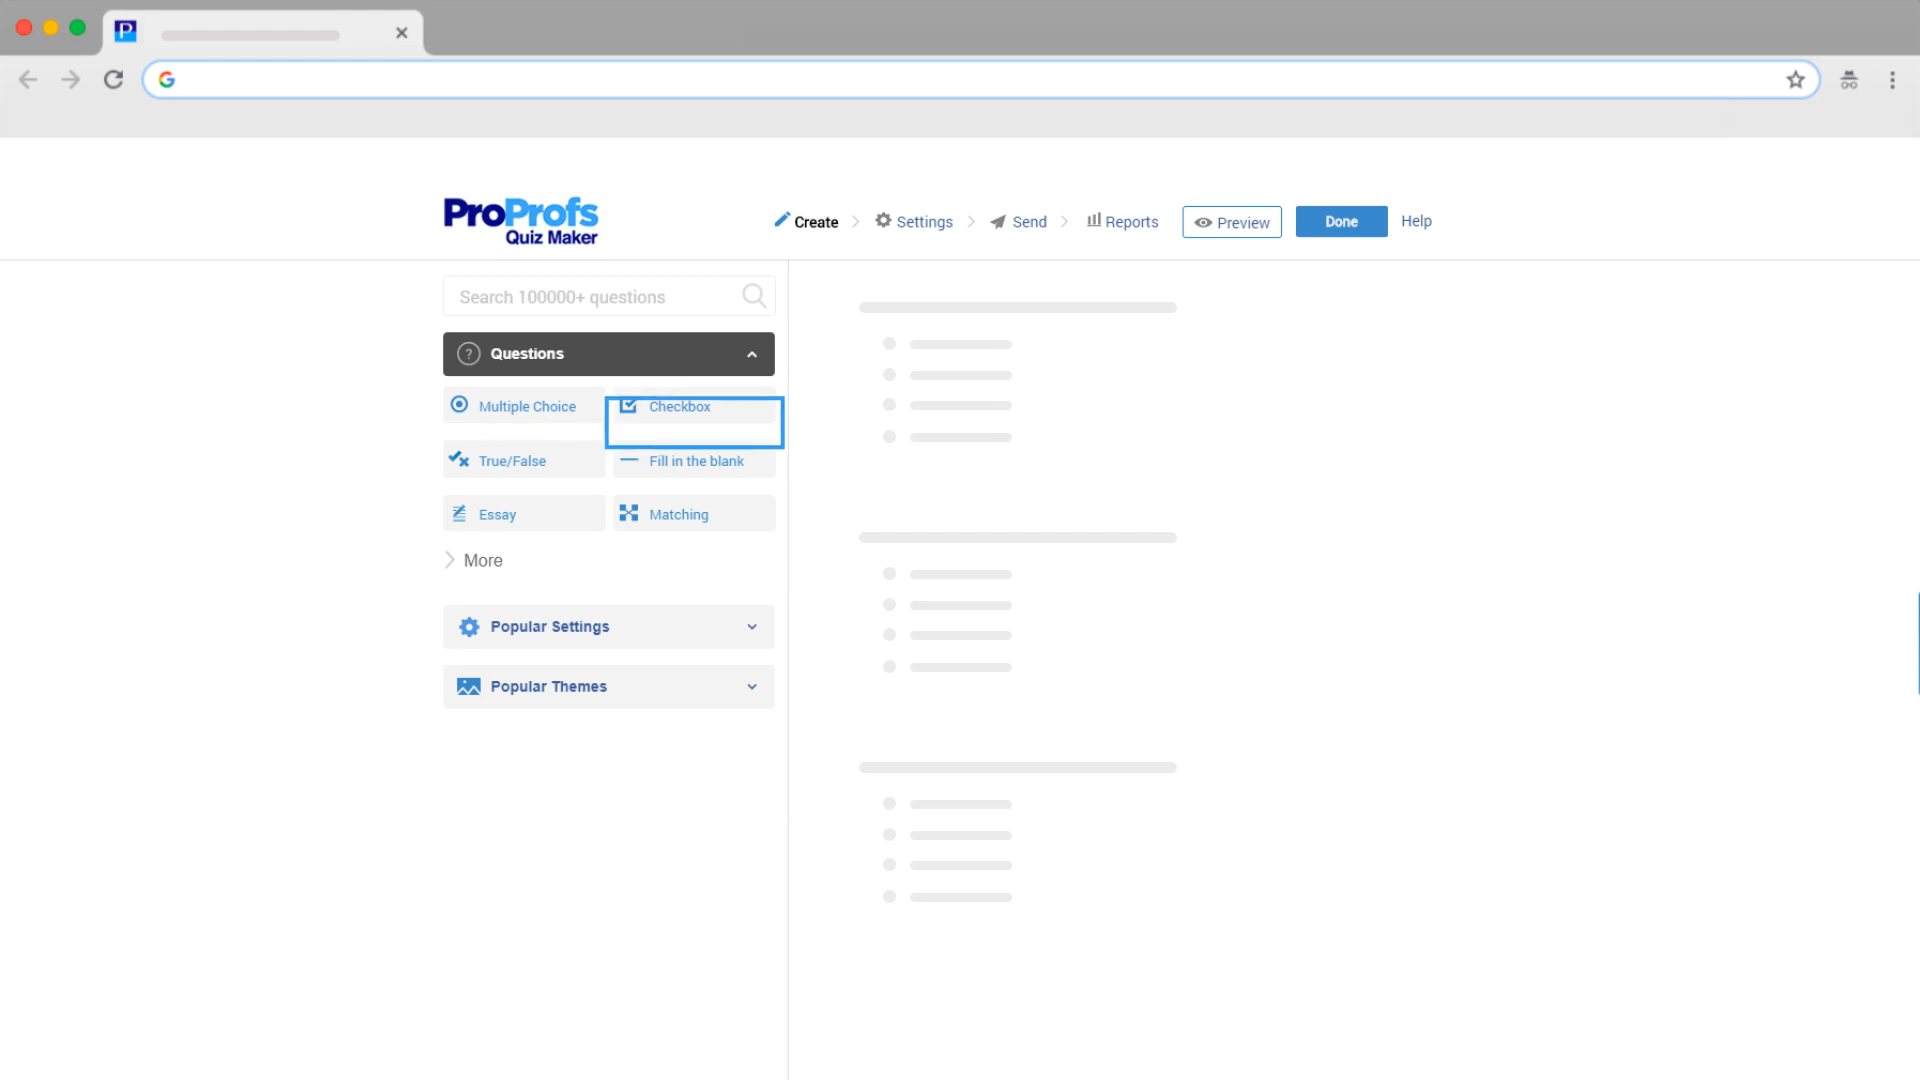 P
ProProfs
Quiz Maker
Create
Settings
Send
Reports
Preview
Done
Help
Search 100000+ questions
? Questions
Multiple Choice
Checkbox
True/False
Fill in the blank
Essay
Matching
More
Popular Settings
Popular Themes